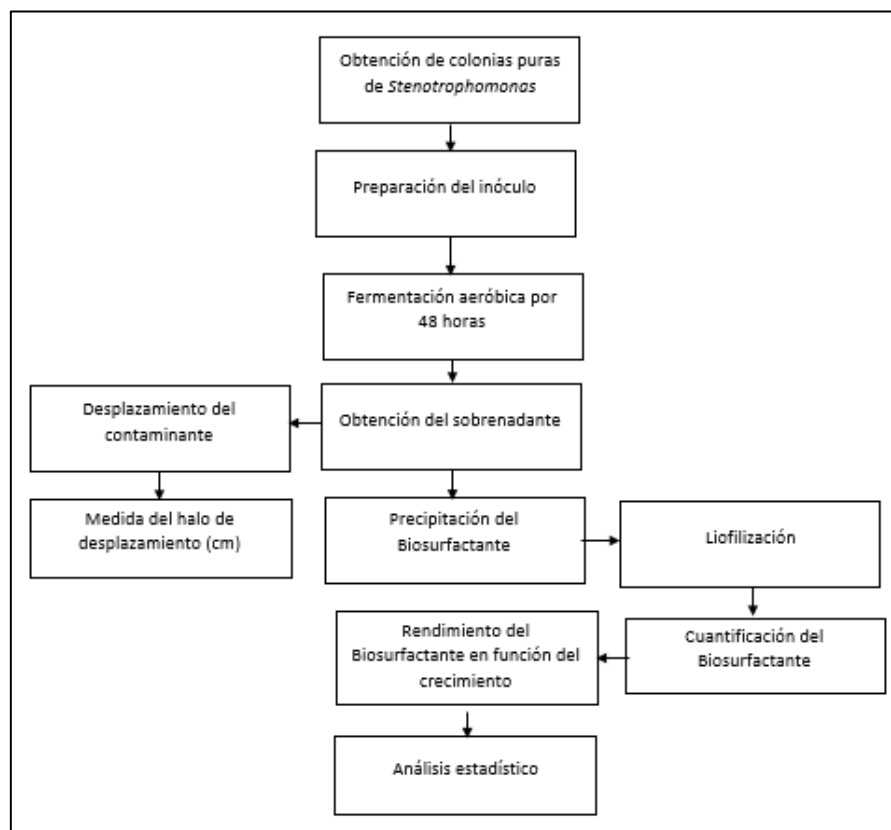 Obtención de colonias puras
de Stenotrophomonas
Preparación del inóculo
Fermentación aeróbica por
48 horas
Desplazamiento del
contaminante
Obtención del sobrenadante
Medida del halo de
desplazamiento (cm)
Precipitación del
Biosurfactante
Liofilización
Rendimiento del
Biosurfactante en función del
crecimiento
Cuantificación del
Biosurfactante
Análisis estadístico